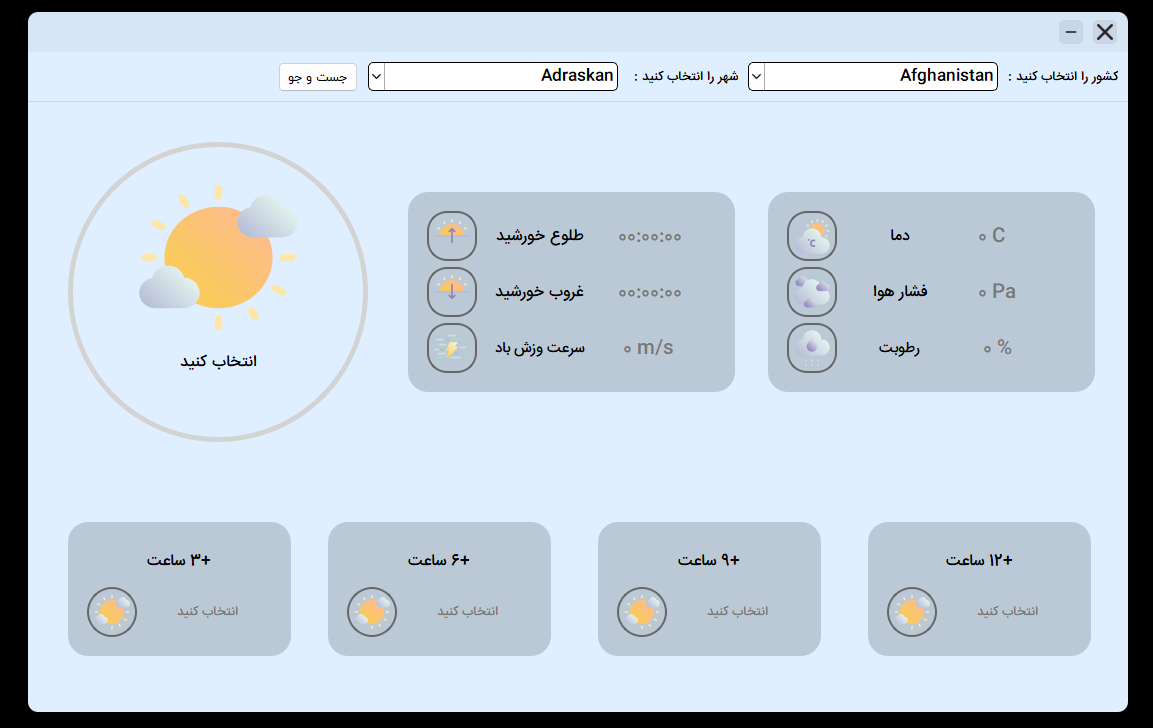 کشور را انتخاب کنید :
Afghanistan
شهر را انتخاب کنید :
Adraskan
جست و جو
دما
۰ C
فشار هوا
۰ Pa
رطوبت
۰ %
طلوع خورشید
۰۰:۰۰:۰۰
غروب خورشید
۰۰:۰۰:۰۰
سرعت وزش باد
۰ m/s
انتخاب کنید
+۱۲ ساعت
انتخاب کنید
+۹ ساعت
انتخاب کنید
+۶ ساعت
انتخاب کنید
+۳ ساعت
انتخاب کنید